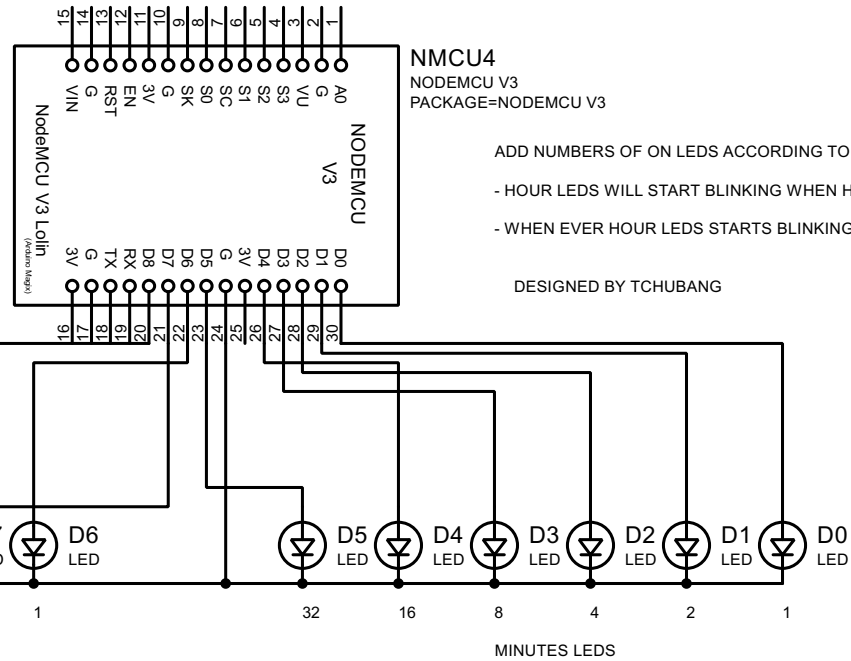 15 14 13 12 11 10 9 8 7 6 5 4 3 2 1
VIN G RST EN 3V G SK S0 SC S1 S2 S3 VU G A0
NMCU4
NODEMCU V3
PACKAGE=NODEMCU V3
NodeMCU V3 Lolin
(Arduino Magix)
NODEMCU
V3
ADD NUMBERS OF ON LEDS ACCORDING TO
- HOUR LEDS WILL START BLINKING WHEN H
- WHEN EVER HOUR LEDS STARTS BLINKING
DESIGNED BY TCHUBANG
3V G TX RX D8 D7 D6 D5 G 3V D4 D3 D2 D1 D0
16 17 18 19 20 21 22 23 24 25 26 27 28 29 30
D6 D5 D4 D3 D2 D1 D0
LED LED LED LED LED LED LED
1 32 16 8 4 2 1
MINUTES LEDS